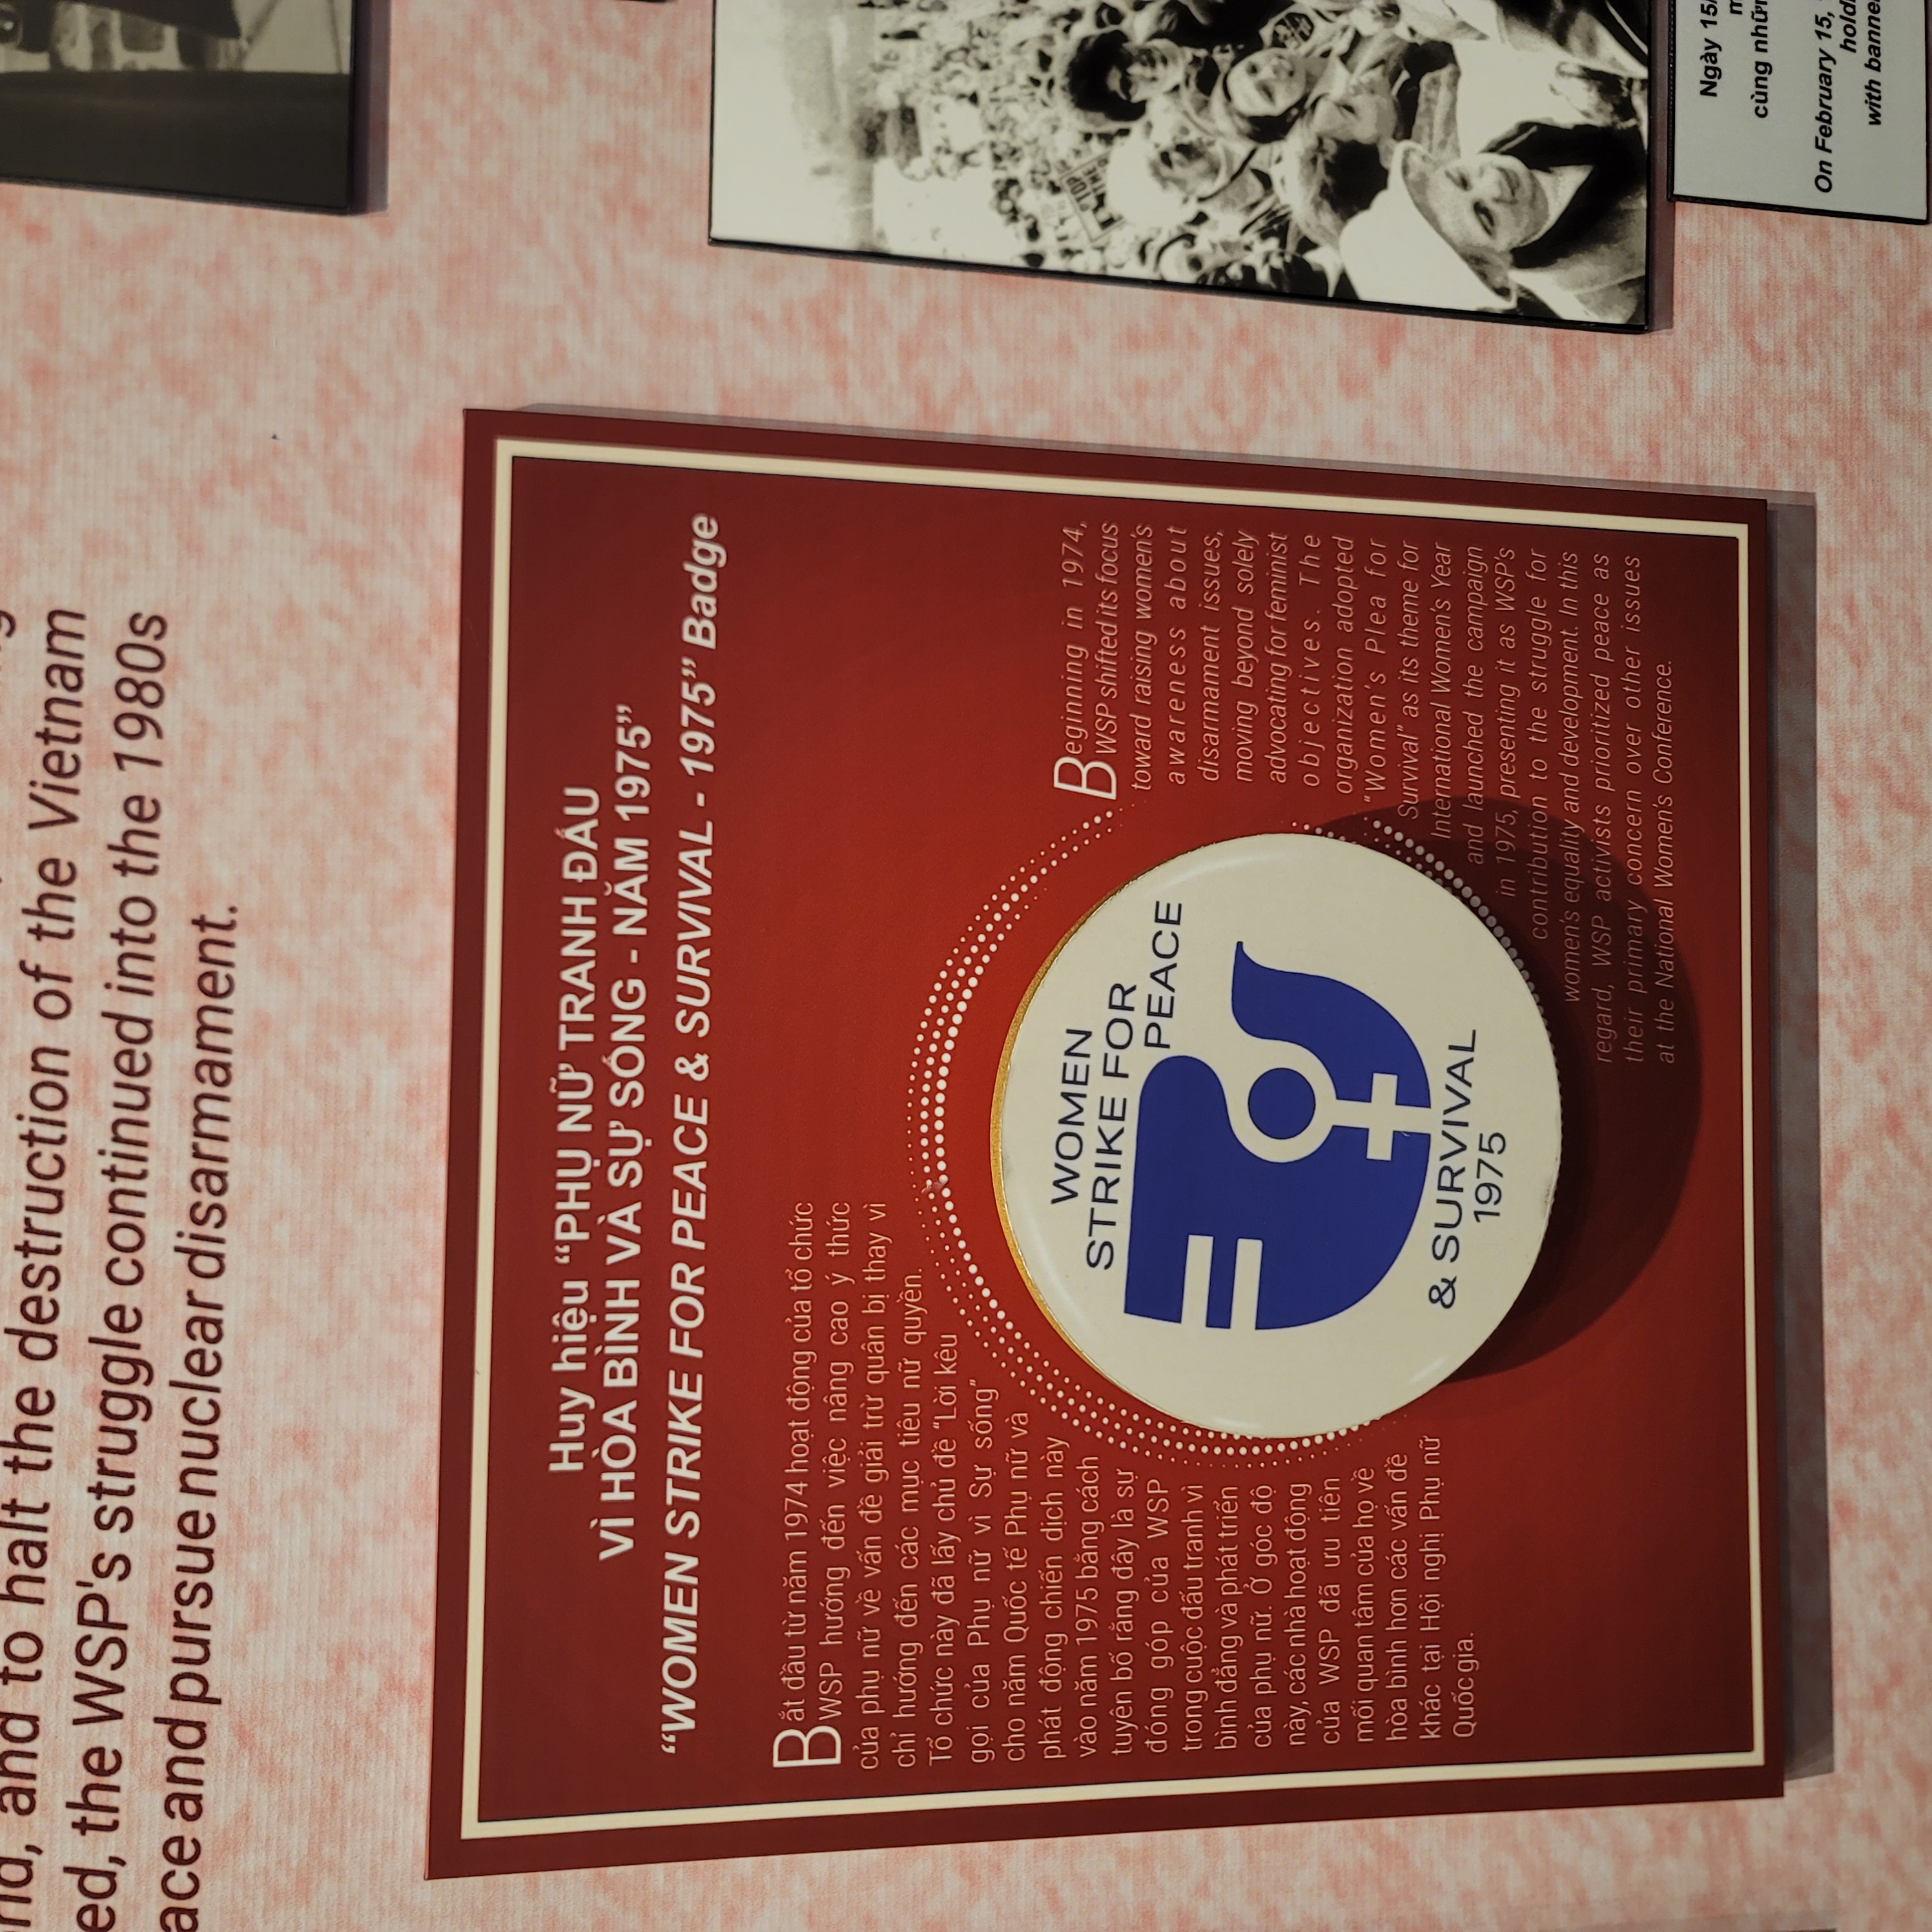 and to halt the destruction of the Vietnam
the WSP's struggle continued into the 1980s
and pursue nuclear disarmament.
Huy hiệu “PHỤ NỮ TRANH ĐẤU
VÌ HÒA BÌNH VÀ SỰ SỐNG - NĂM 1975”
“WOMEN STRIKE FOR PEACE & SURVIVAL - 1975” Badge
Bắt đầu từ năm 1974 hoạt động của tổ chức
WSP hướng đến việc nâng cao ý thức
của phụ nữ về vấn đề giải trừ quân bị thay vì
chỉ hướng đến các mục tiêu nữ quyền.
Tổ chức này đã lấy chủ đề “Lời kêu
gọi của Phụ nữ vì Sự sống”
cho năm Quốc tế Phụ nữ và
phát động chiến dịch này
vào năm 1975 bằng cách
tuyên bố rằng đây là sự
đóng góp của WSP
trong cuộc đấu tranh vì
bình đẳng và phát triển
của phụ nữ. Ở góc độ
này, các nhà hoạt động
của WSP đã ưu tiên
mối quan tâm của họ về
hòa bình hơn các vấn đề
khác tại Hội nghị Phụ nữ
Quốc gia.
WOMEN
STRIKE FOR
PEACE
& SURVIVAL
1975
Beginning in 1974,
WSP shifted its focus
toward raising women's
awareness about
disarmament issues,
moving beyond solely
advocating for feminist
objectives. The
organization adopted
“Women's Plea for
Survival” as its theme for
International Women's Year
and launched the campaign
in 1975, presenting it as WSP's
contribution to the struggle for
women's equality and development. In this
regard, WSP activists prioritized peace as
their primary concern over other issues
at the National Women's Conference.
STOP
THE
Ngày 15/
cùng
On February 15,
with